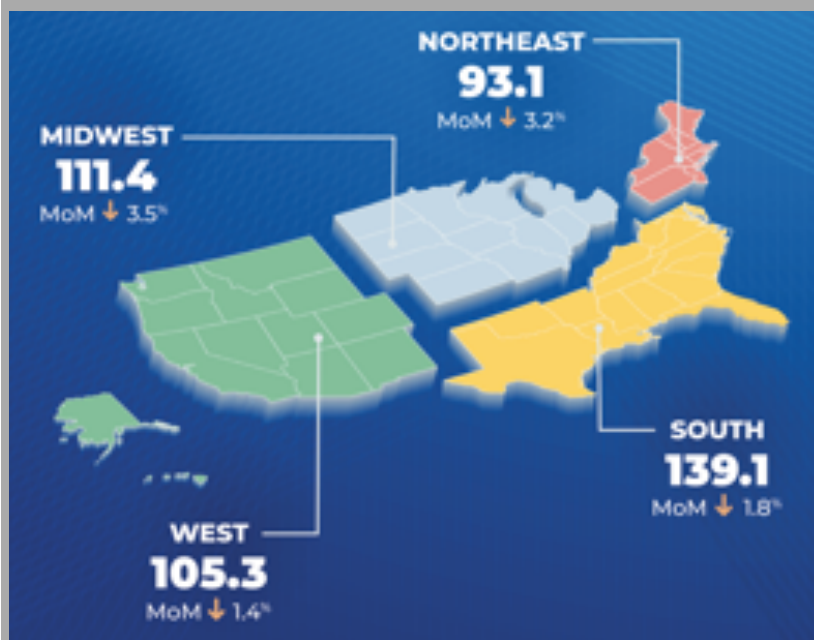 NORTHEAST
93.1
MoM ↓ 3.2%
MIDWEST
111.4
MoM ↓ 3.5%
SOUTH
139.1
MoM ↓ 1.8%
WEST
105.3
MoM ↓ 1.4%